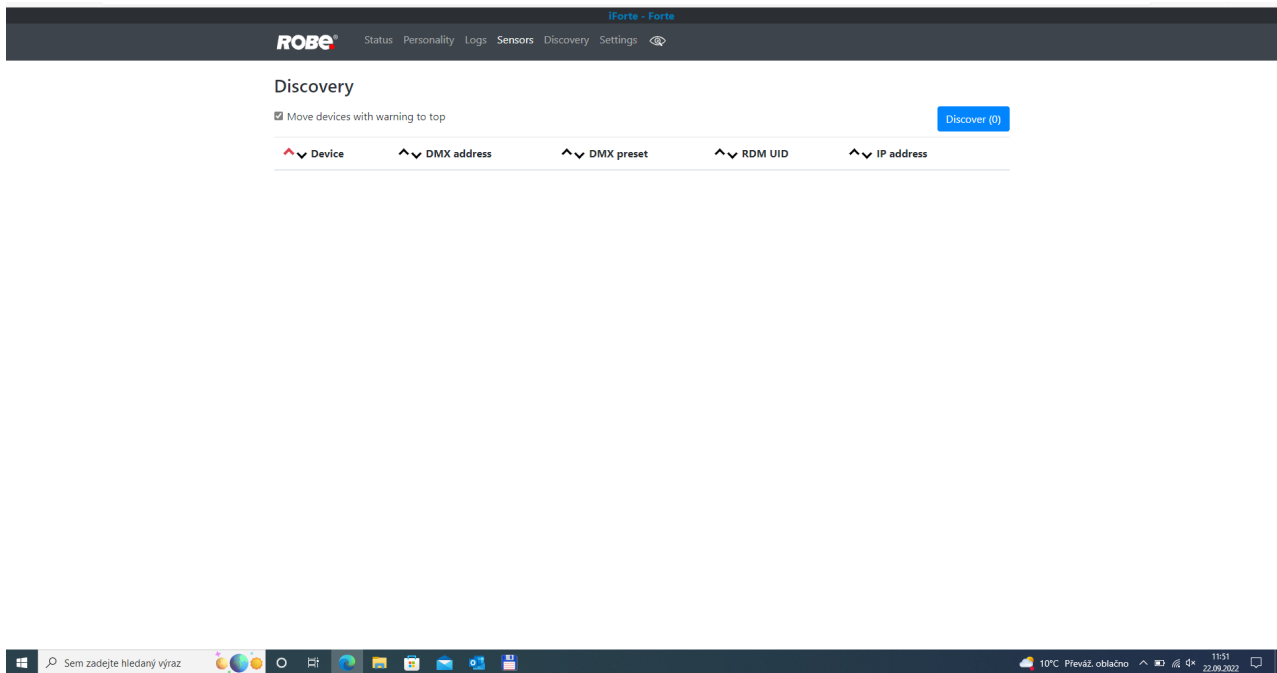 iForte - Forte
ROBE® Status Personality Logs Sensors Discovery Settings
Discovery
Move devices with warning to top
Discover (0)
Device DMX address DMX preset RDM UID IP address
Sem zadejte hledaný výraz
10°C Převáž. oblačno
11:51
22.09.2022